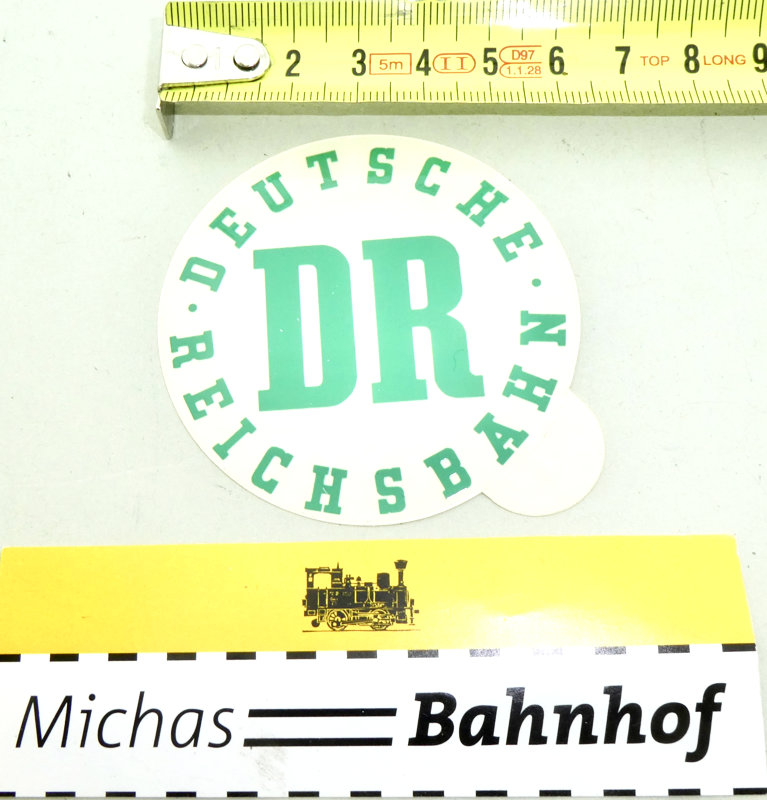 1 2 3 5m 4 II 5 D97 6 7 TOP 8 LONG 9
1.1.28
DEUTSCHE
DR
· REICHSBAHN ·
Michas Bahnhof